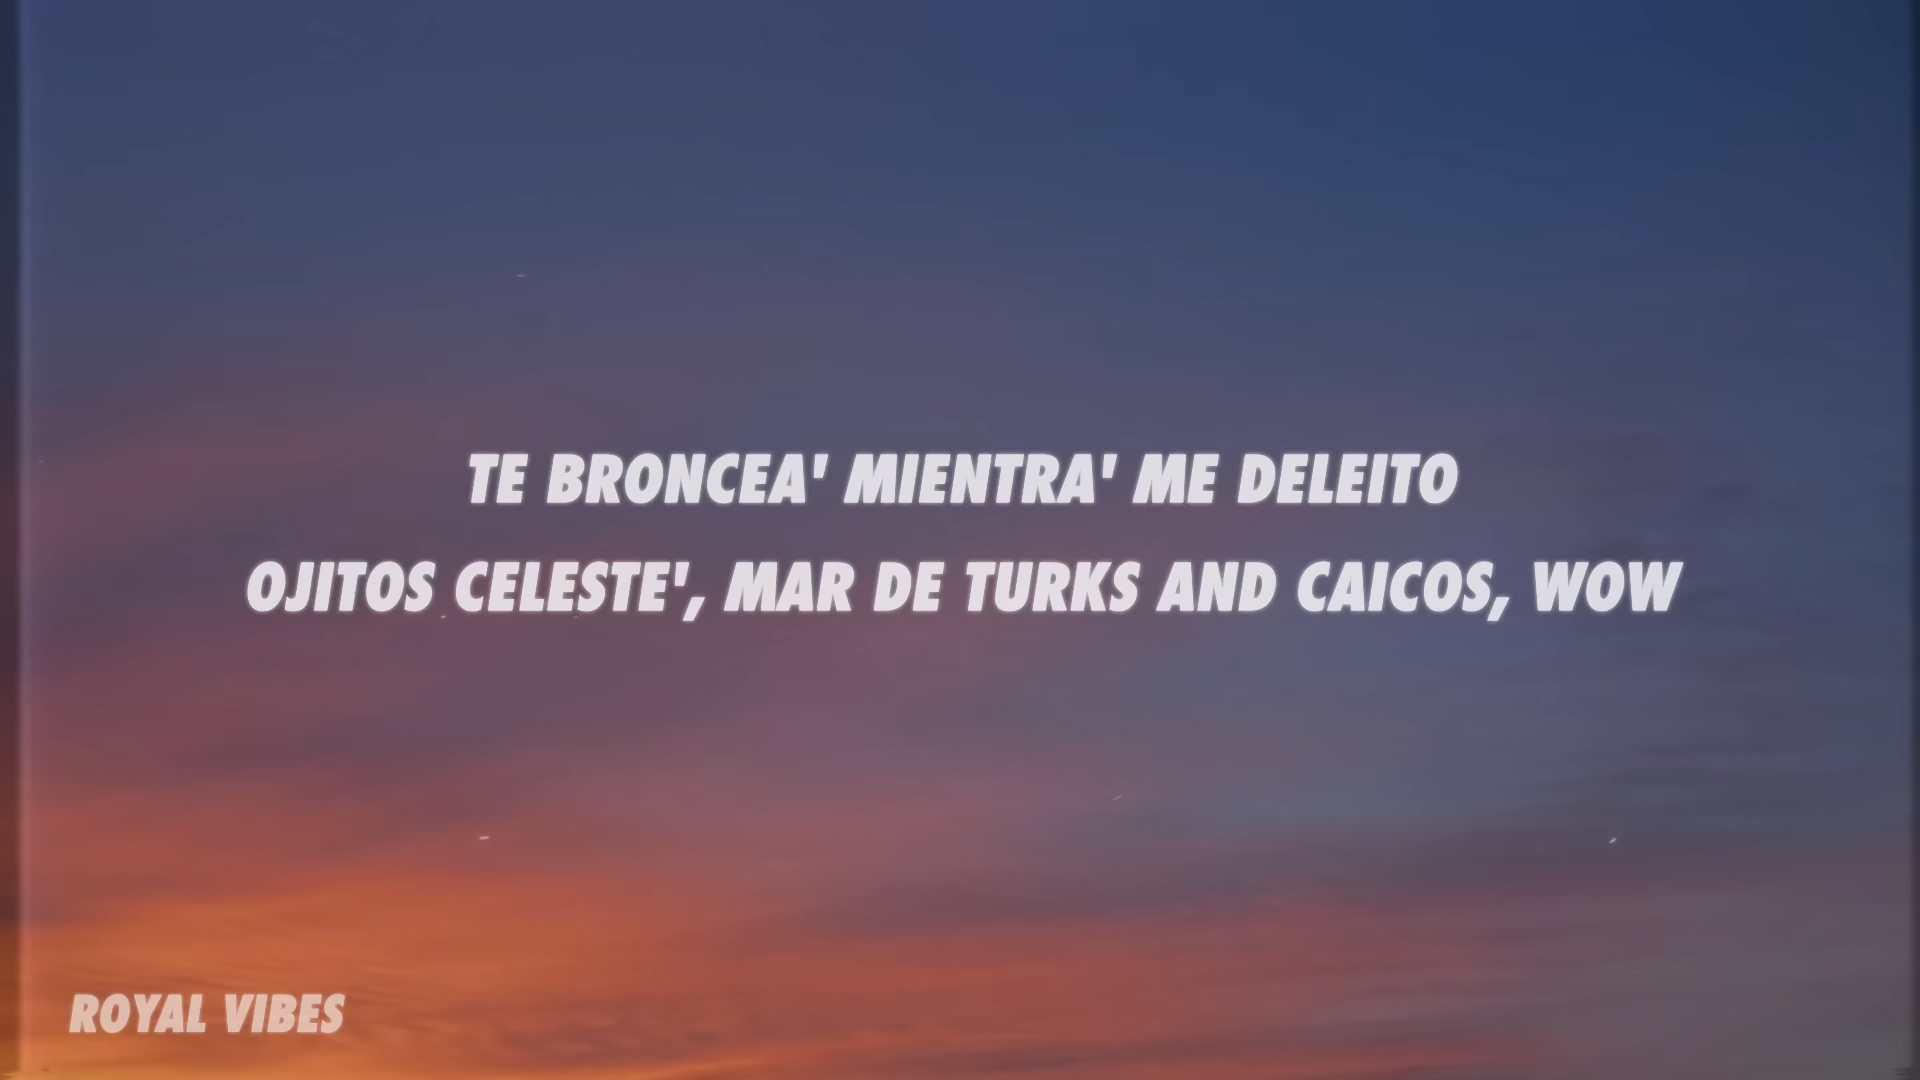 TE BRONCEA' MIENTRA' ME DELEITO
OJITOS CELESTE', MAR DE TURKS AND CAICOS, WOW
ROYAL VIBES